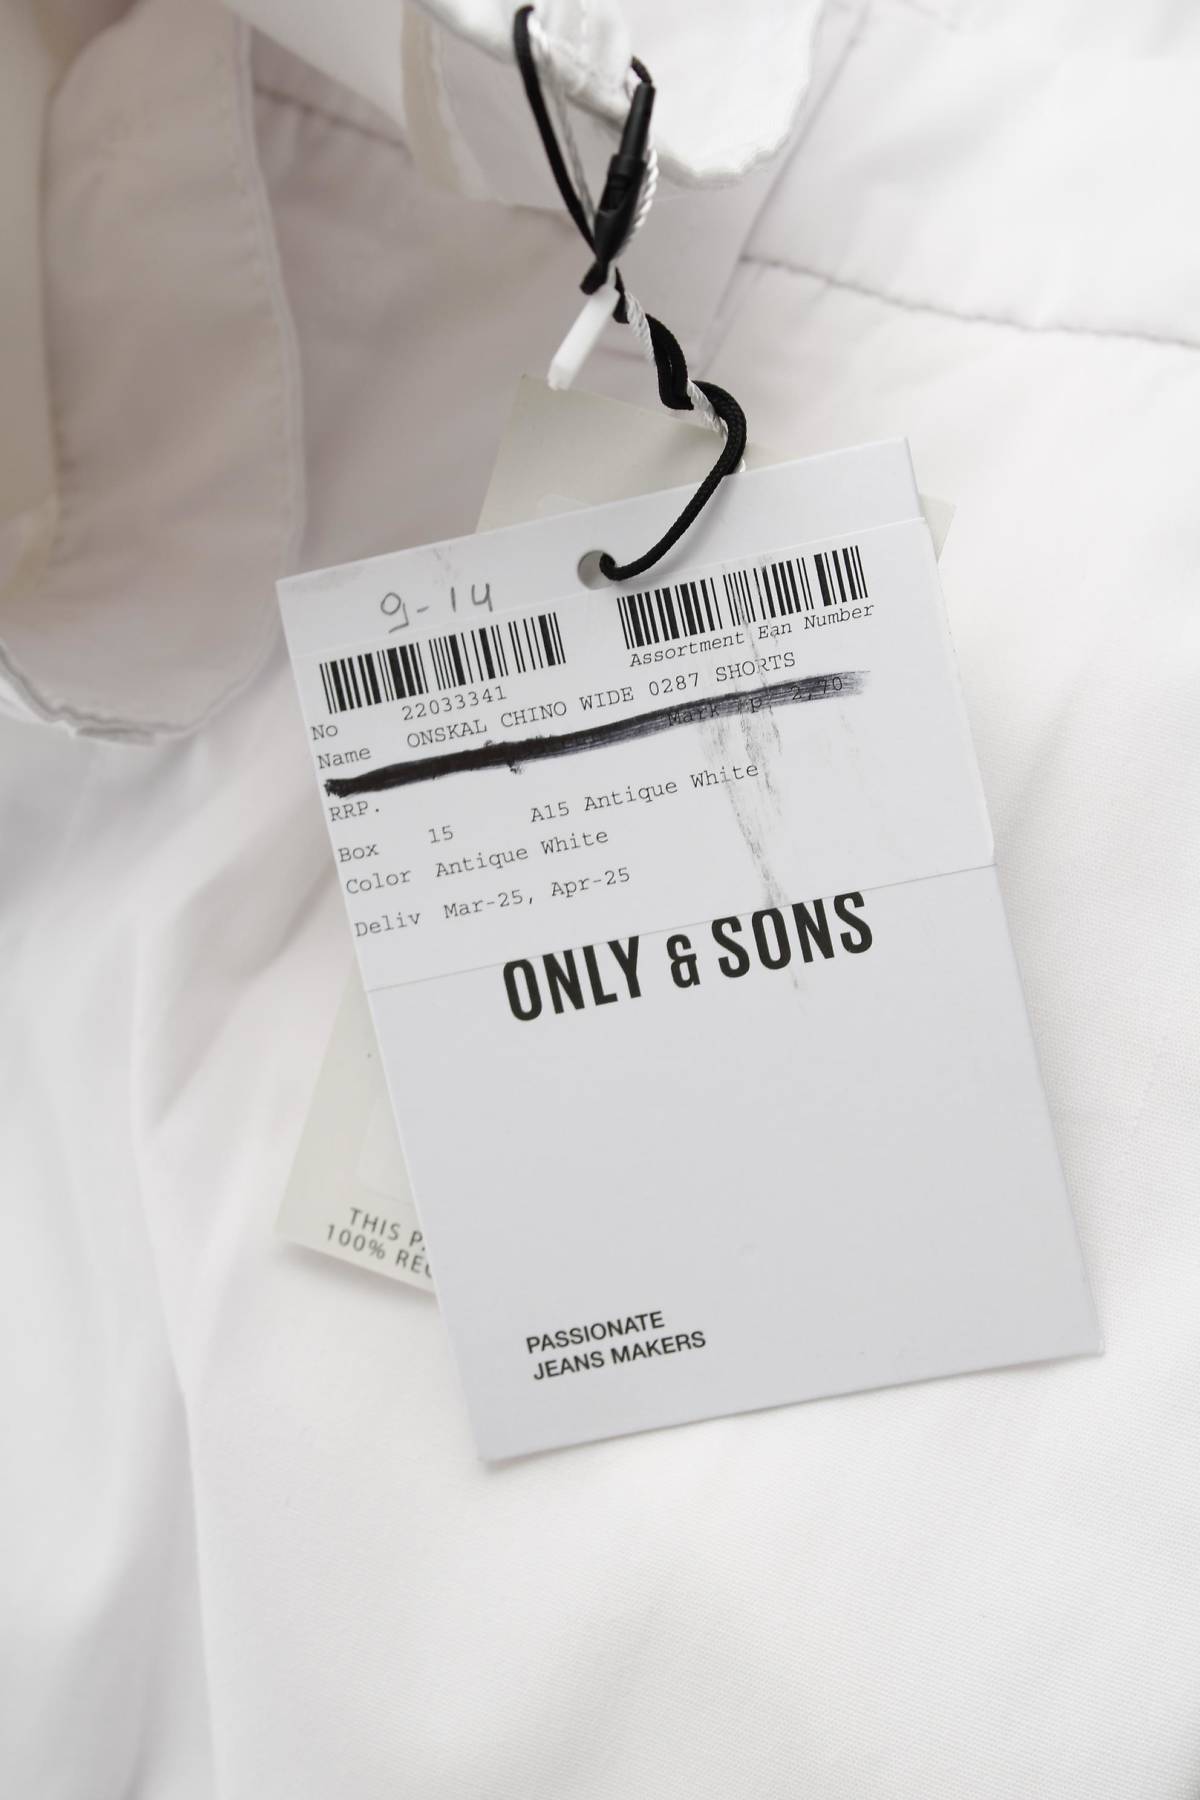 9-14
Assortment Ean Number
No 22033341
Name ONSKAL CHINO WIDE 0287 SHORTS
Mark 2,70
RRP.
Box 15 A15 Antique White
Color Antique White
Deliv Mar-25, Apr-25
ONLY & SONS
THIS
100%
PASSIONATE
JEANS MAKERS